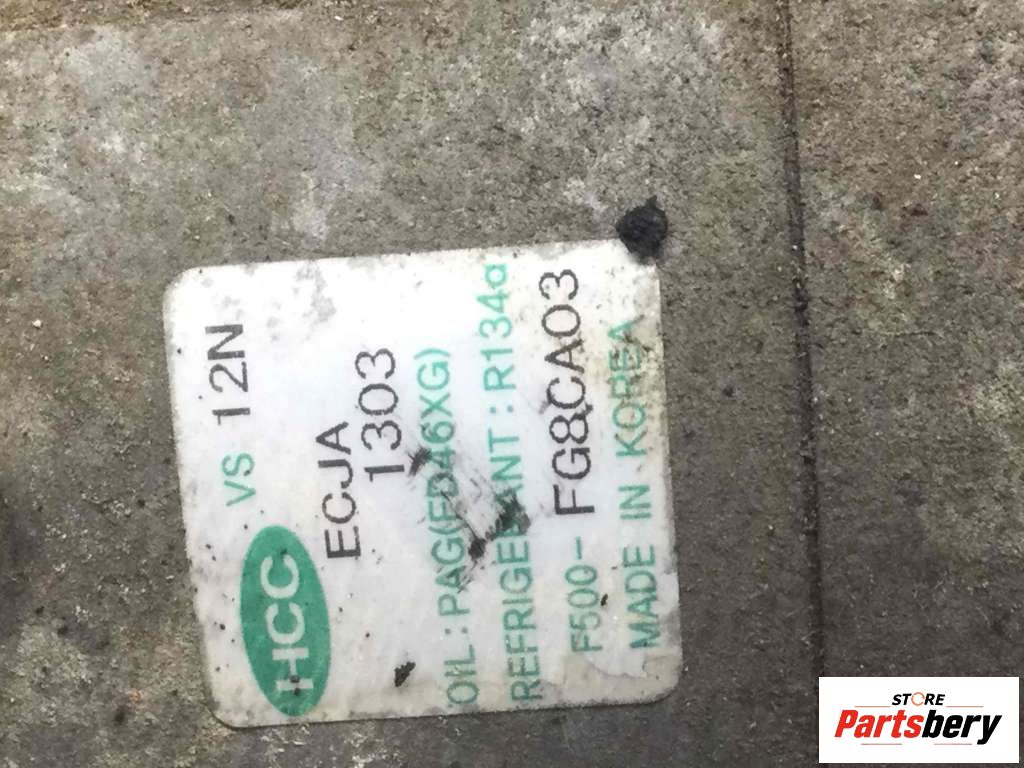 HCC VS 12N
ECJA
1303
OIL : PAG(FD46XG)
REFRIGERANT : R134a
F500- FG8CA03
MADE IN KOREA
STORE
Partsbery